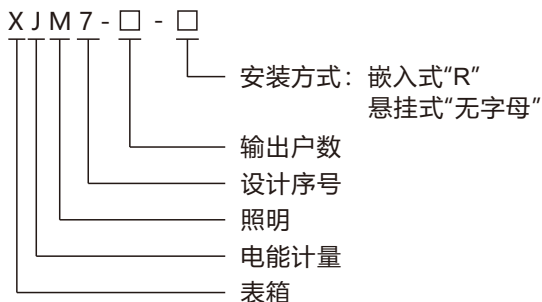 XJM7-□-□
安装方式：嵌入式“R”
悬挂式“无字母”
输出户数
设计序号
照明
电能计量
表箱